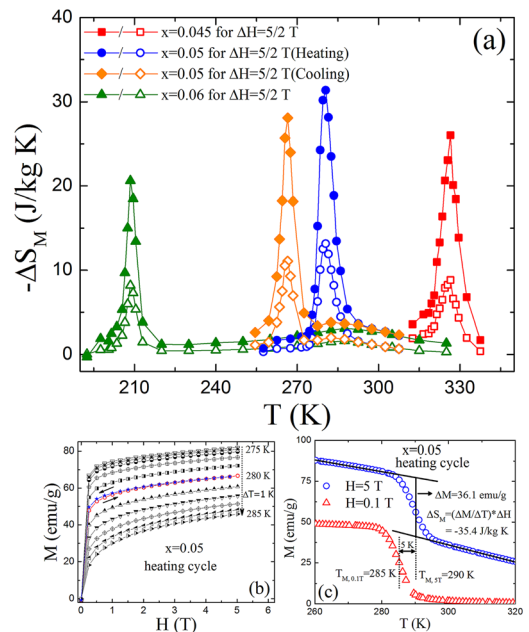 40
30
20
10
0
-ΔS_M (J/kg K)
x=0.045 for ΔH=5/2 T
x=0.05 for ΔH=5/2 T(Heating)
x=0.05 for ΔH=5/2 T(Cooling)
x=0.06 for ΔH=5/2 T
(a)
210 240 270 300 330
T (K)
80
60
40
20
0
M (emu/g)
275 K
280 K
ΔT=1 K
285 K
x=0.05
heating cycle
(b)
0 1 2 3 4 5
H (T)
100
80
60
40
20
0
M (emu/g)
x=0.05
heating cycle
H=5 T
H=0.1 T
ΔM=36.1 emu/g
ΔS_M=(ΔM/ΔT)*ΔH
= -35.4 J/kg K
5 K
T_M, 0.1T=285 K
T_M, 5T=290 K
(c)
260 280 300 320
T (K)